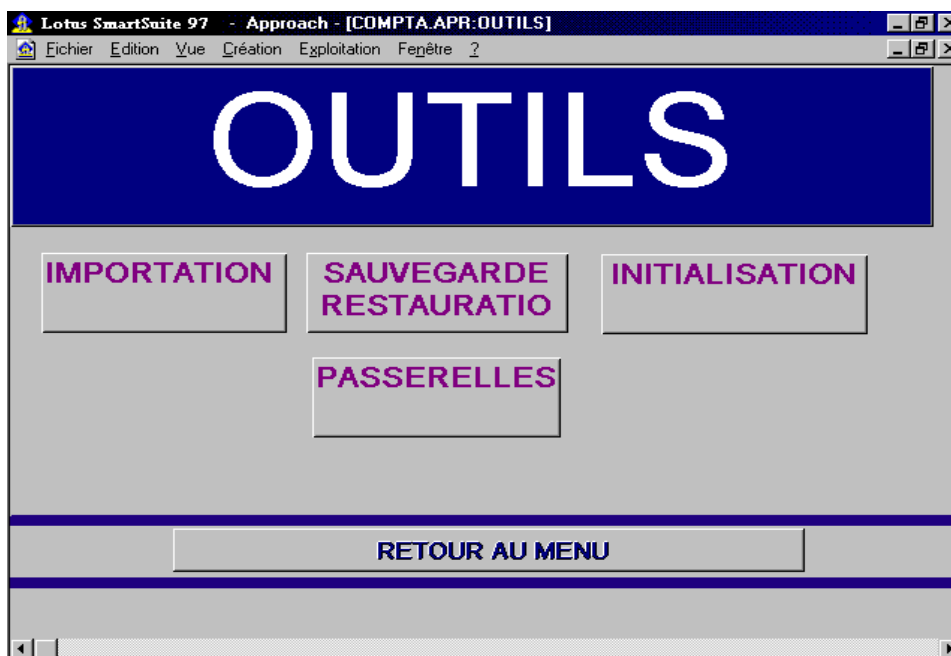 Lotus SmartSuite 97 - Approach - [COMPTA.APR:OUTILS]
Fichier Edition Vue Création Exploitation Fenêtre ?
OUTILS
IMPORTATION
SAUVEGARDE
RESTAURATIO
INITIALISATION
PASSERELLES
RETOUR AU MENU